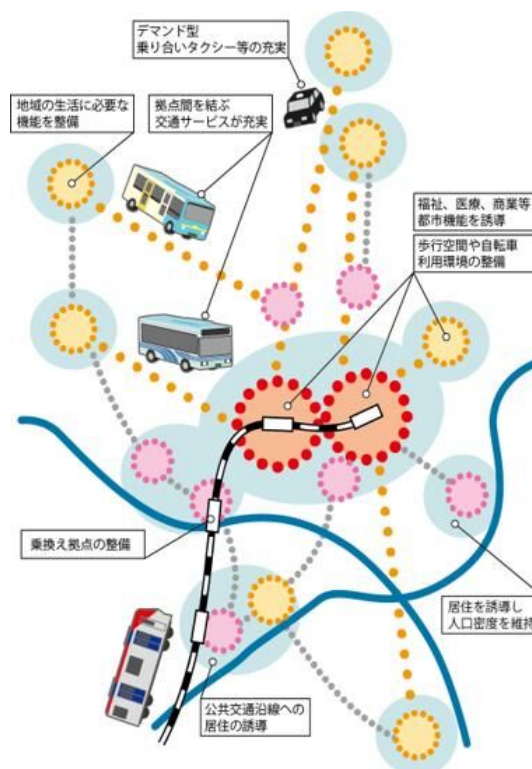 デマンド型
乗り合いタクシー等の充実
地域の生活に必要な
機能を整備
拠点間を結ぶ
交通サービスが充実
福祉、医療、商業等
都市機能を誘導
歩行空間や自転車
利用環境の整備
乗換え拠点の整備
居住を誘導し
人口密度を維持
公共交通沿線への
居住の誘導